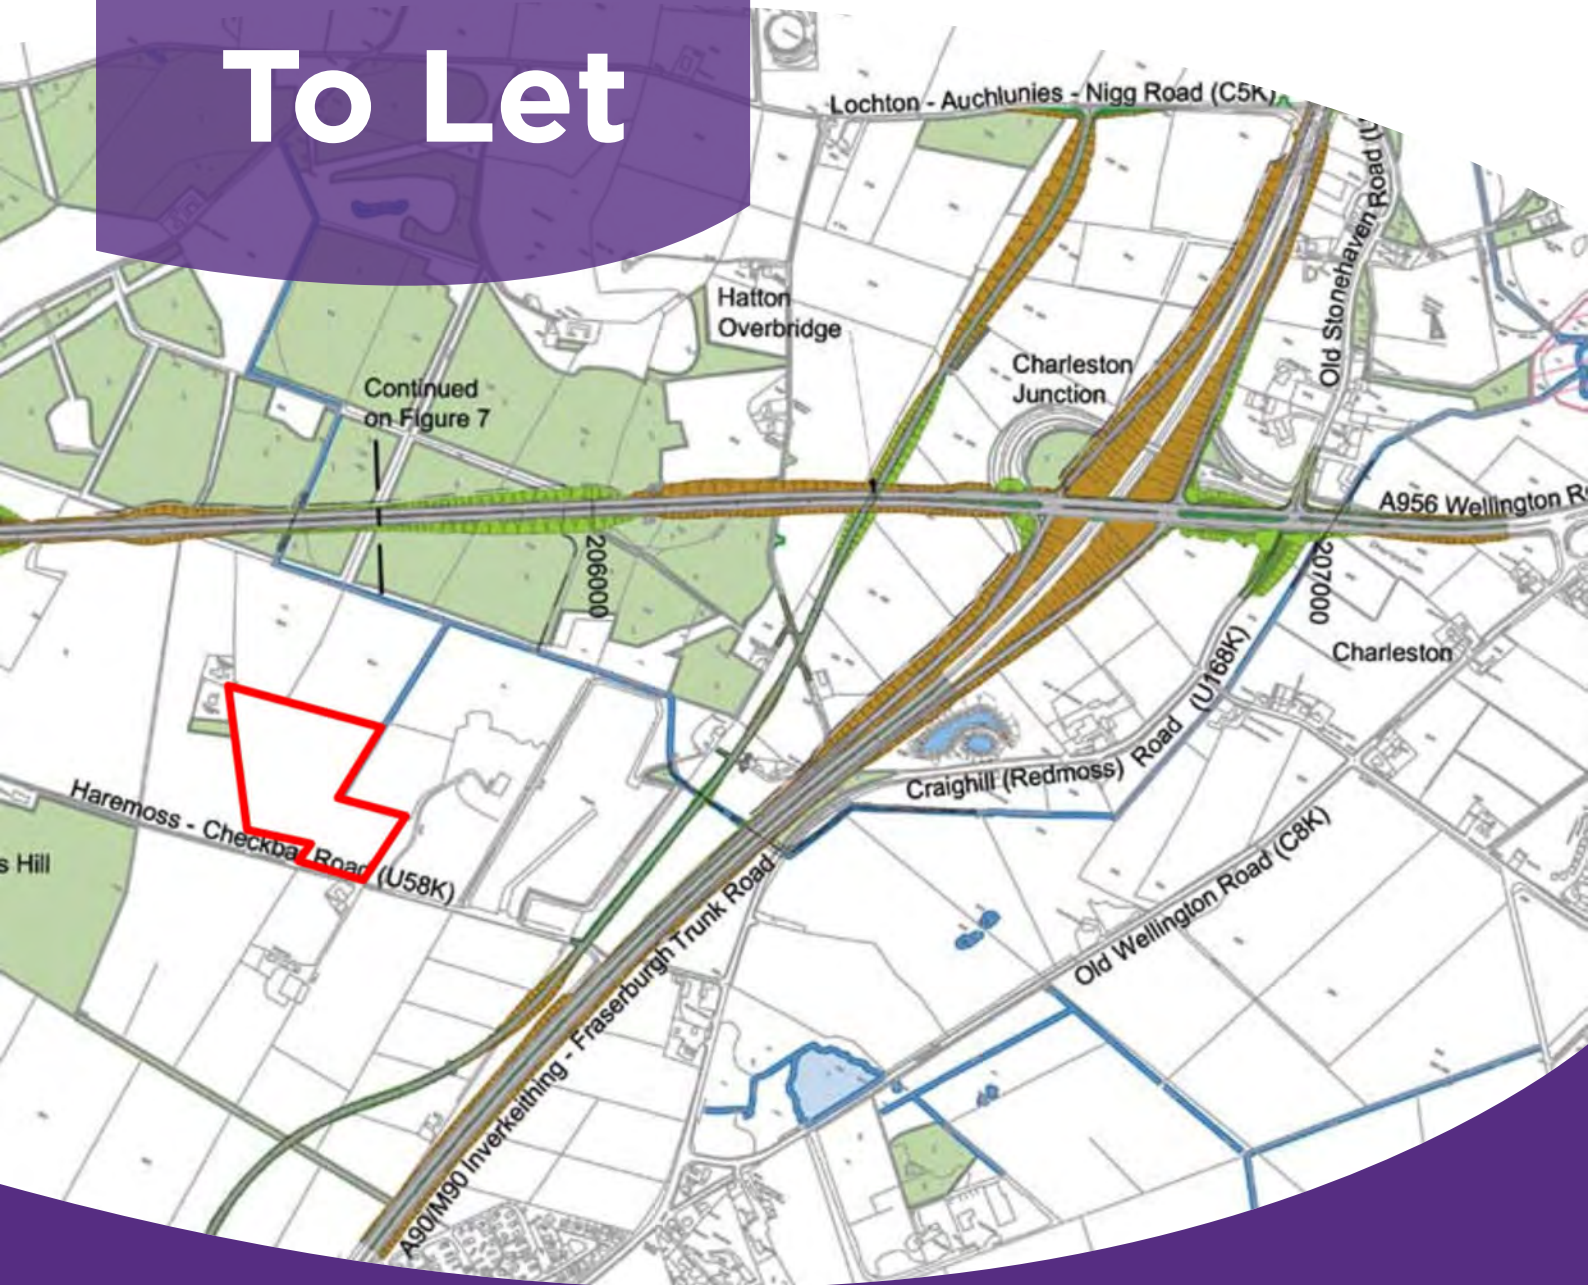 To Let
Lochton - Auchlunies - Nigg Road (C5K)
Old Stonehaven Road (U
Hatton
Overbridge
Charleston
Junction
Continued
on Figure 7
A956 Wellington R
206000
207000
Charleston
Craighill (Redmoss) Road (U168K)
Haremoss - Checkbar Road (U58K)
s Hill
Old Wellington Road (C8K)
A90/M90 Inverkeithing - Fraserburgh Trunk Road